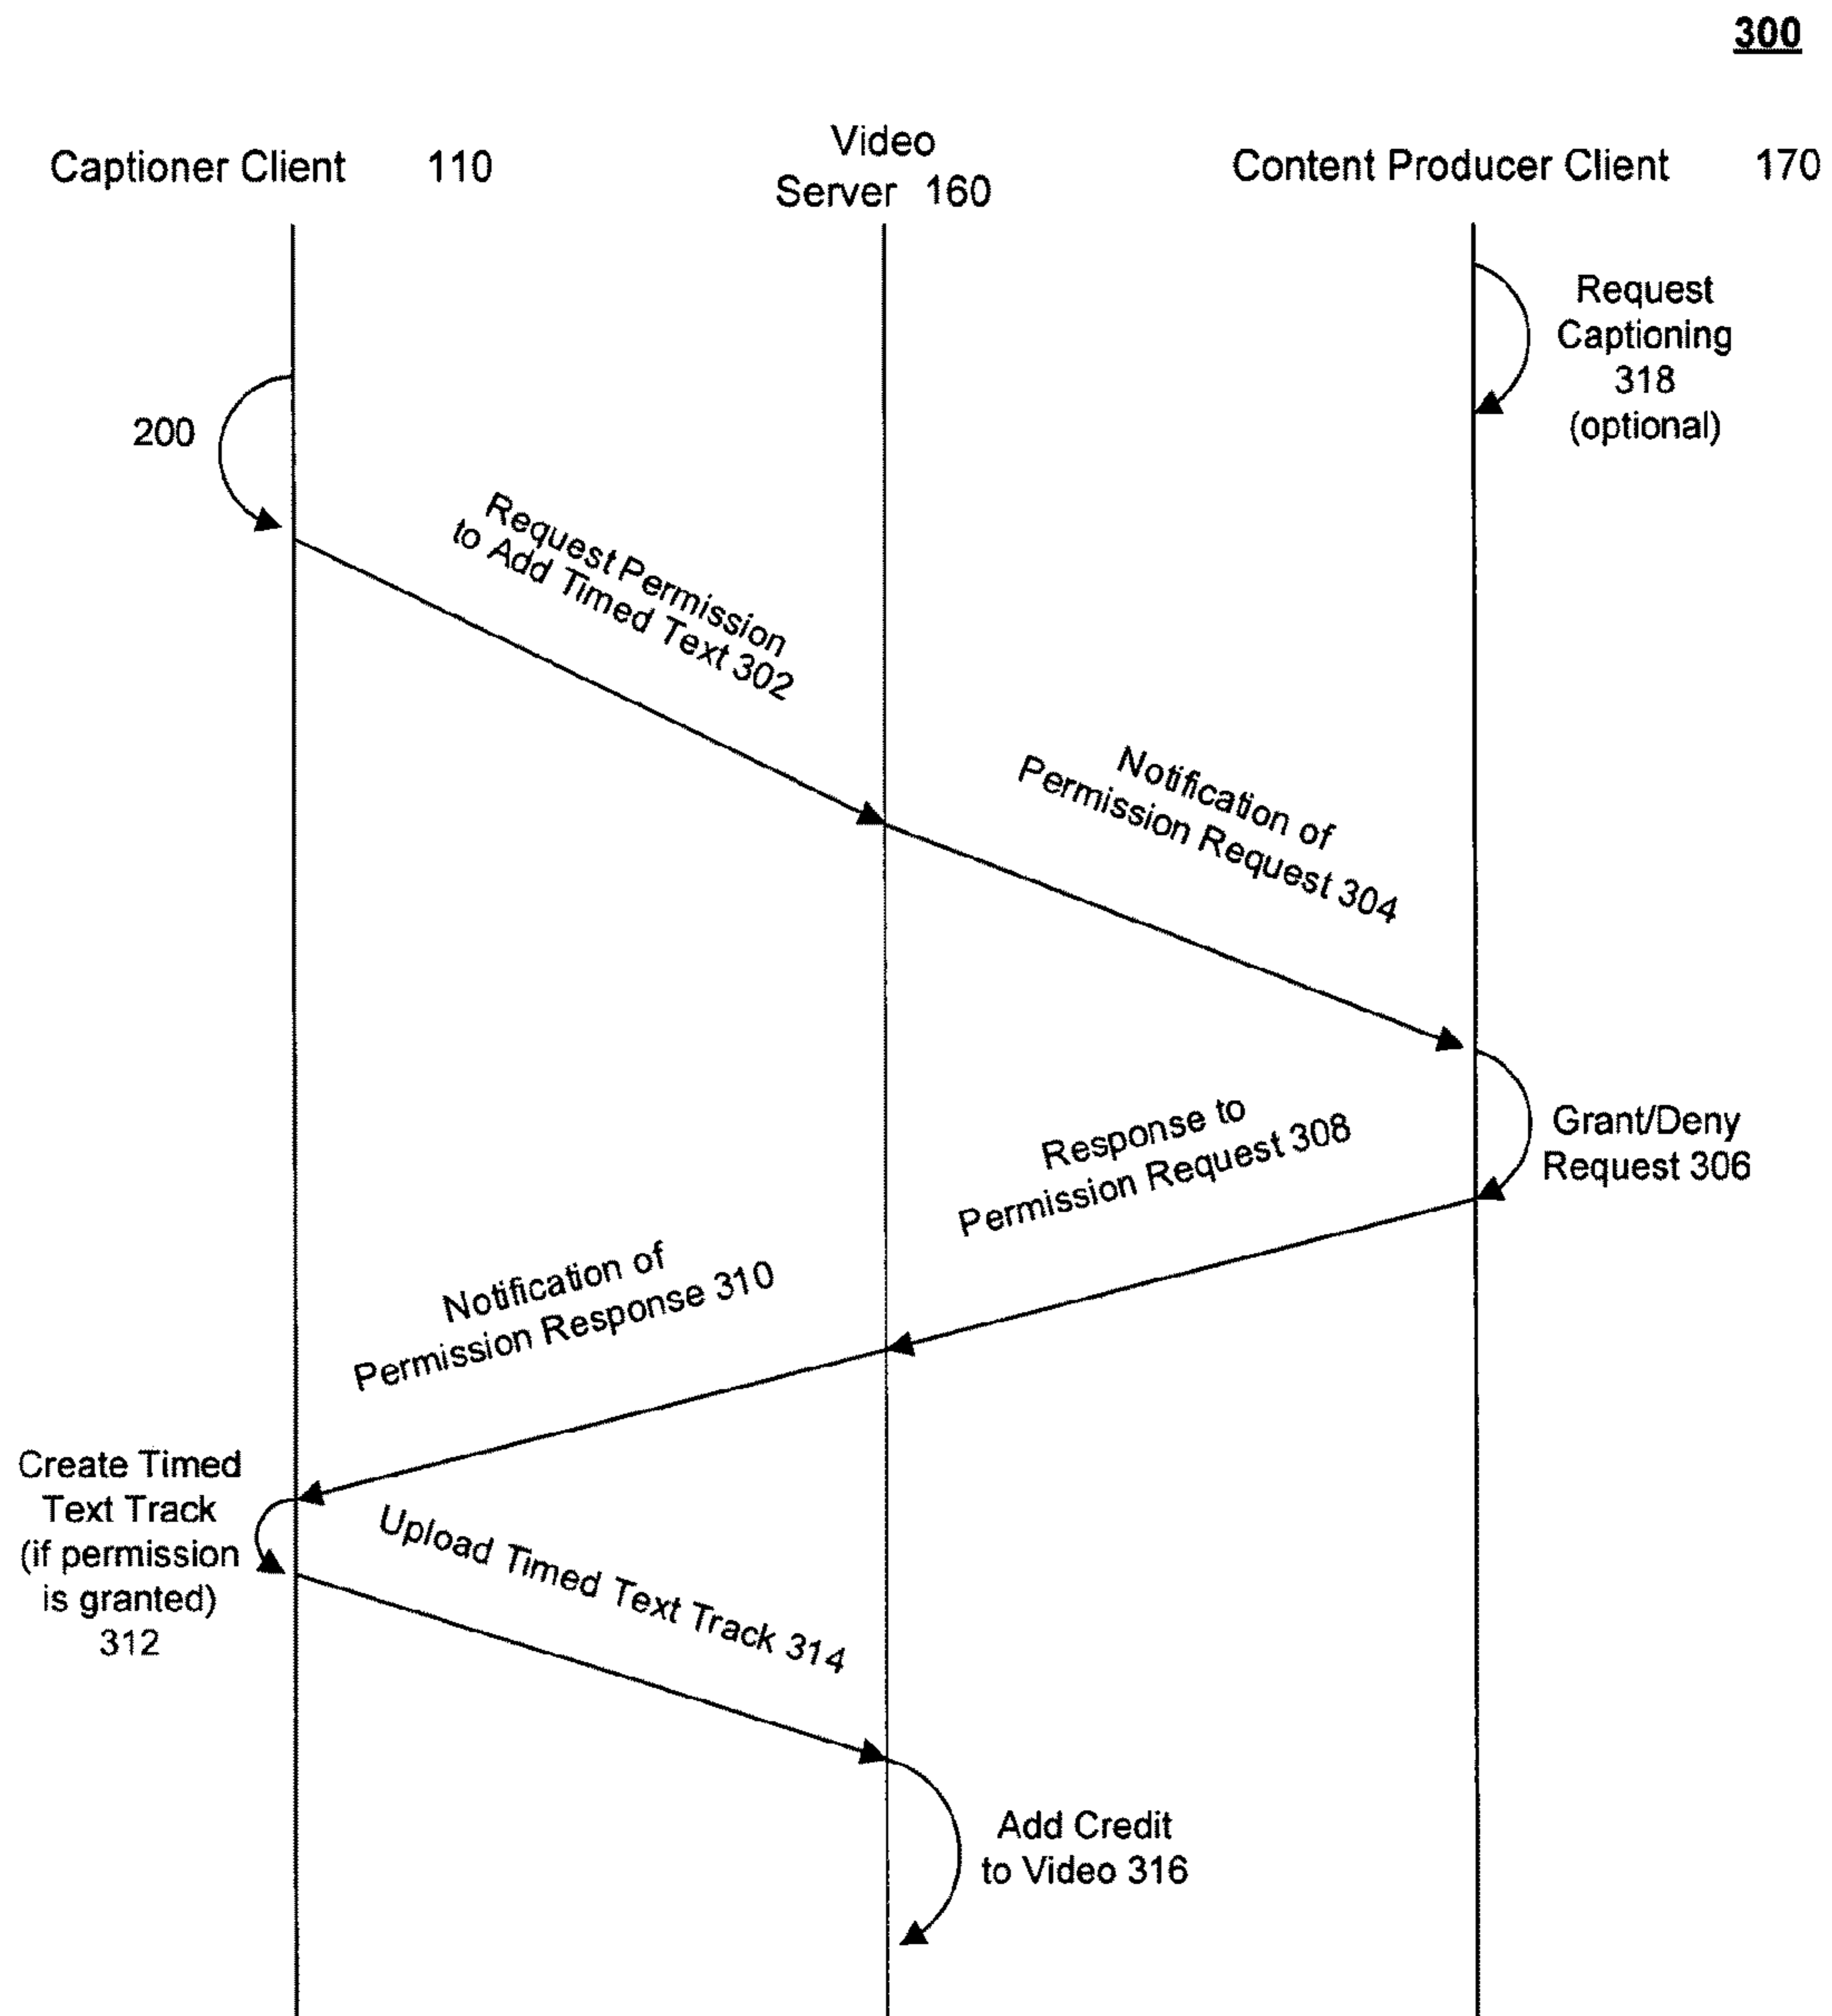 300
Captioner Client 110
Video
Server 160
Content Producer Client 170
Request
Captioning
318
(optional)
200
Request Permission
to Add Timed Text 302
Notification of
Permission Request 304
Grant/Deny
Request 306
Response to
Permission Request 308
Notification of
Permission Response 310
Create Timed
Text Track
(if permission
is granted)
312
Upload Timed Text Track 314
Add Credit
to Video 316